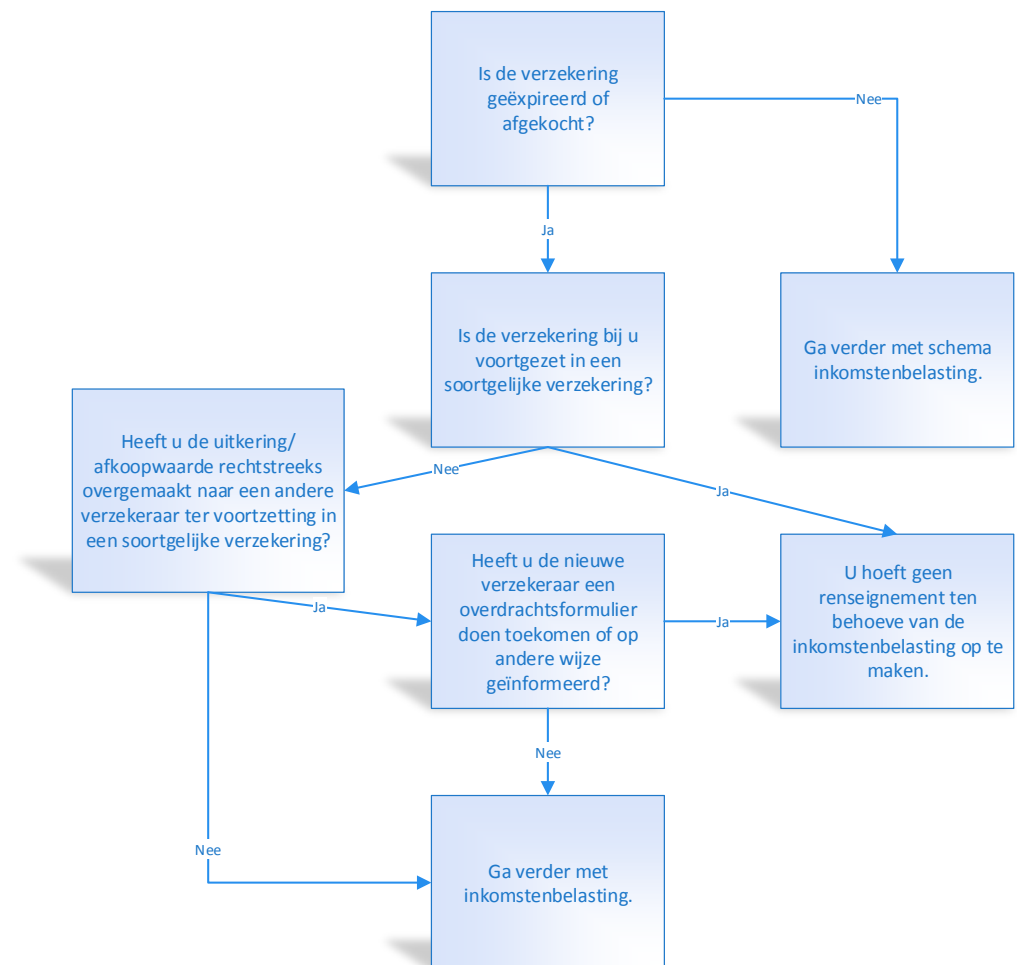 Is de verzekering
geëxpireerd of
afgekocht?
Nee
Ja
Is de verzekering bij u
voortgezet in een
soortgelijke verzekering?
Ga verder met schema
inkomstenbelasting.
Heeft u de uitkering/
afkoopwaarde rechtstreeks
overgemaakt naar een andere
verzekeraar ter voortzetting in
een soortgelijke verzekering?
Nee
Ja
Heeft u de nieuwe
verzekeraar een
overdrachtsformulier
doen toekomen of op
andere wijze
geïnformeerd?
U hoeft geen
renseignement ten
behoeve van de
inkomstenbelasting op te
maken.
Ja
Ja
Nee
Nee
Ga verder met
inkomstenbelasting.